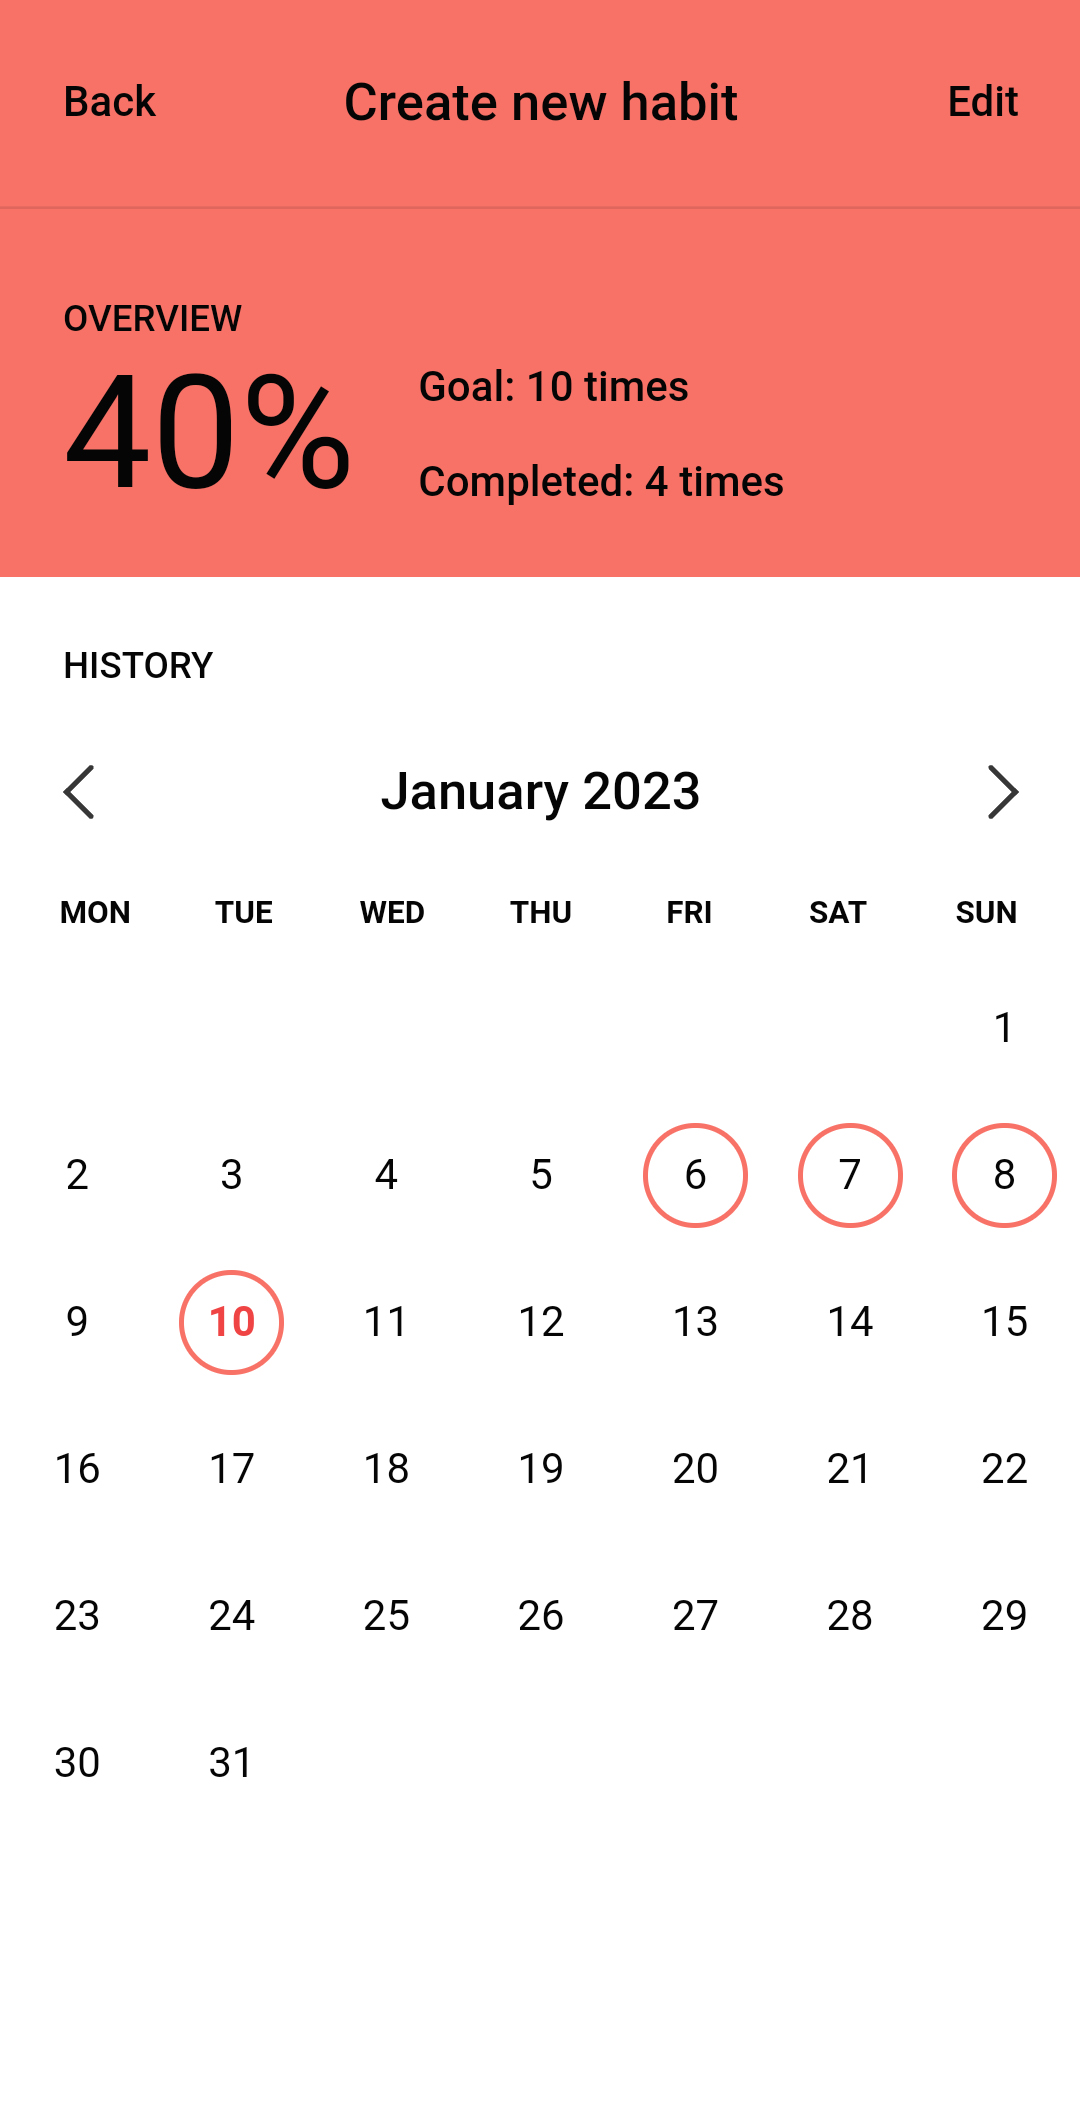 Back Create new habit Edit
OVERVIEW
40%
Goal: 10 times
Completed: 4 times
HISTORY
January 2023
MON TUE WED THU FRI SAT SUN
1
2 3 4 5 6 7 8
9 10 11 12 13 14 15
16 17 18 19 20 21 22
23 24 25 26 27 28 29
30 31